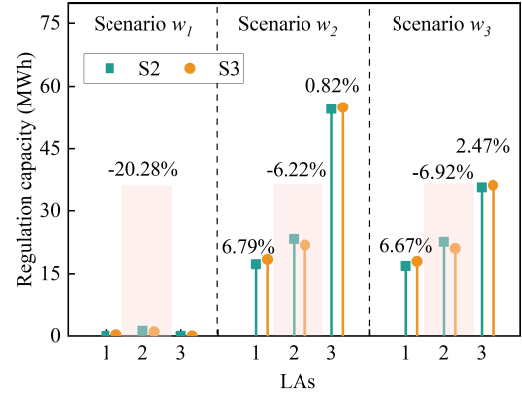 Scenario w1
Scenario w2
Scenario w3
S2
S3
Regulation capacity (MWh)
75
60
45
30
15
0
-20.28%
6.79%
-6.22%
0.82%
6.67%
-6.92%
2.47%
1 2 3
1 2 3
1 2 3
LAs